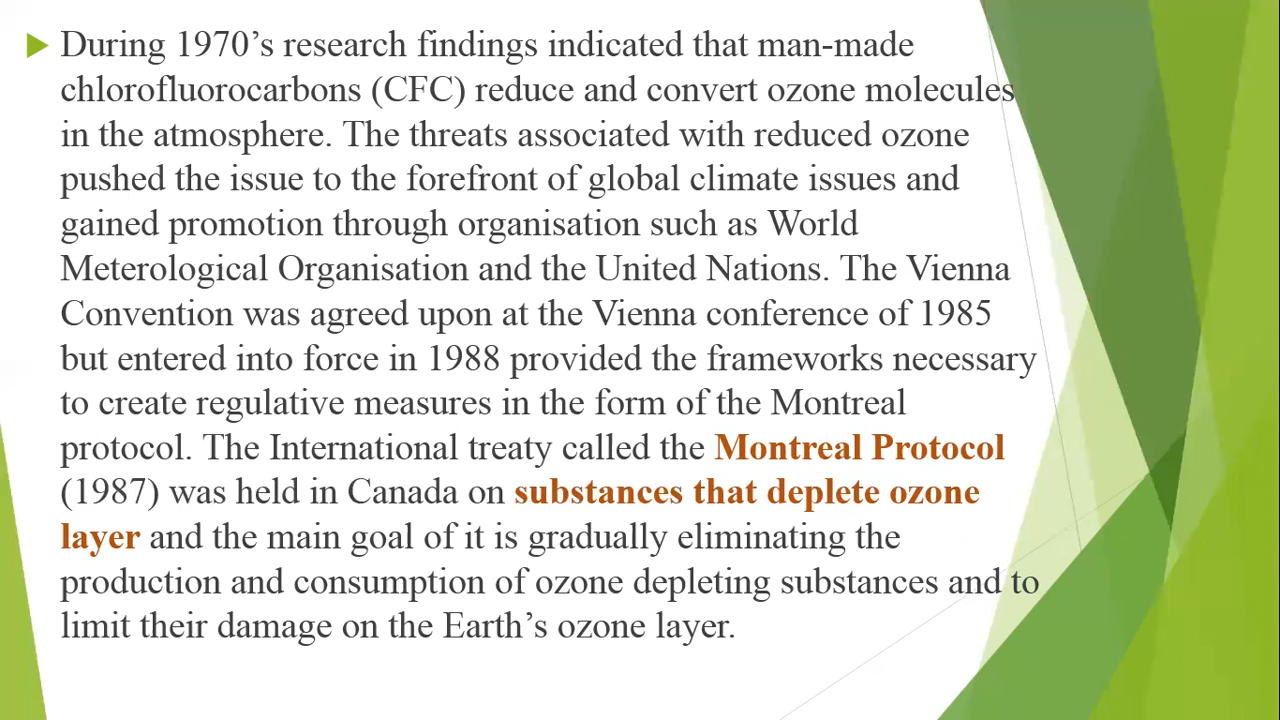 During 1970’s research findings indicated that man-made
chlorofluorocarbons (CFC) reduce and convert ozone molecules
in the atmosphere. The threats associated with reduced ozone
pushed the issue to the forefront of global climate issues and
gained promotion through organisation such as World
Meterological Organisation and the United Nations. The Vienna
Convention was agreed upon at the Vienna conference of 1985
but entered into force in 1988 provided the frameworks necessary
to create regulative measures in the form of the Montreal
protocol. The International treaty called the Montreal Protocol
(1987) was held in Canada on substances that deplete ozone
layer and the main goal of it is gradually eliminating the
production and consumption of ozone depleting substances and to
limit their damage on the Earth’s ozone layer.